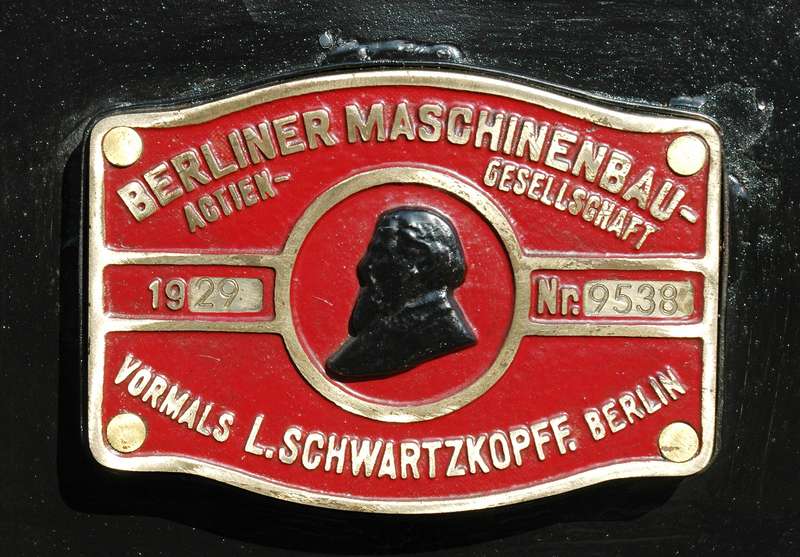 BERLINER MASCHINENBAU-
ACTIEN- GESELLSCHAFT
1929 Nr. 9538
VORMALS L. SCHWARTZKOPFF. BERLIN